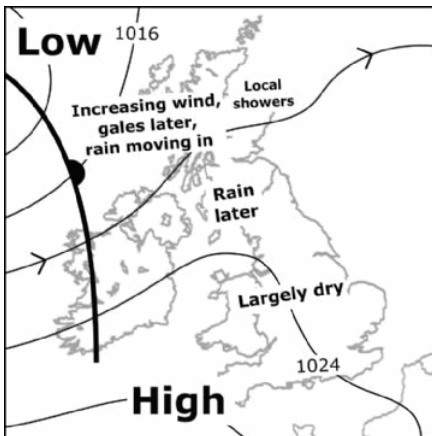 Low
1016
Increasing wind,
gales later,
rain moving in
Local
showers
Rain
later
Largely dry
1024
High